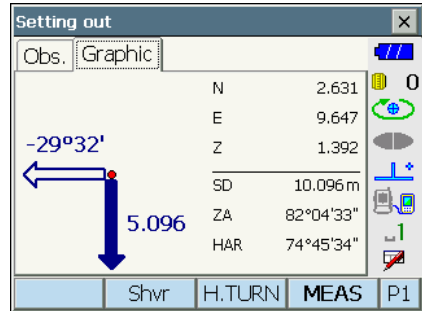 Setting out
Obs. Graphic
0
N 2.631
E 9.647
Z 1.392
-29°32'
SD 10.096m
5.096
ZA 82°04'33"
HAR 74°45'34"
1
Shvr H.TURN MEAS P1